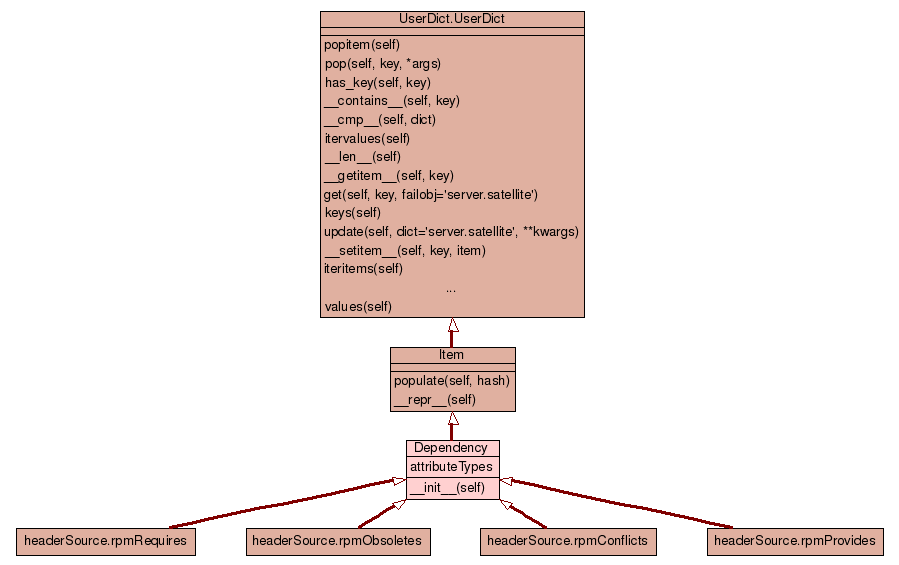 UserDict.UserDict
popitem(self)
pop(self, key, *args)
has_key(self, key)
__contains__(self, key)
__cmp__(self, dict)
itervalues(self)
__len__(self)
__getitem__(self, key)
get(self, key, failobj='server.satellite')
keys(self)
update(self, dict='server.satellite', **kwargs)
__setitem__(self, key, item)
iteritems(self)
...
values(self)
Item
populate(self, hash)
__repr__(self)
Dependency
attributeTypes
__init__(self)
headerSource.rpmRequires
headerSource.rpmObsoletes
headerSource.rpmConflicts
headerSource.rpmProvides